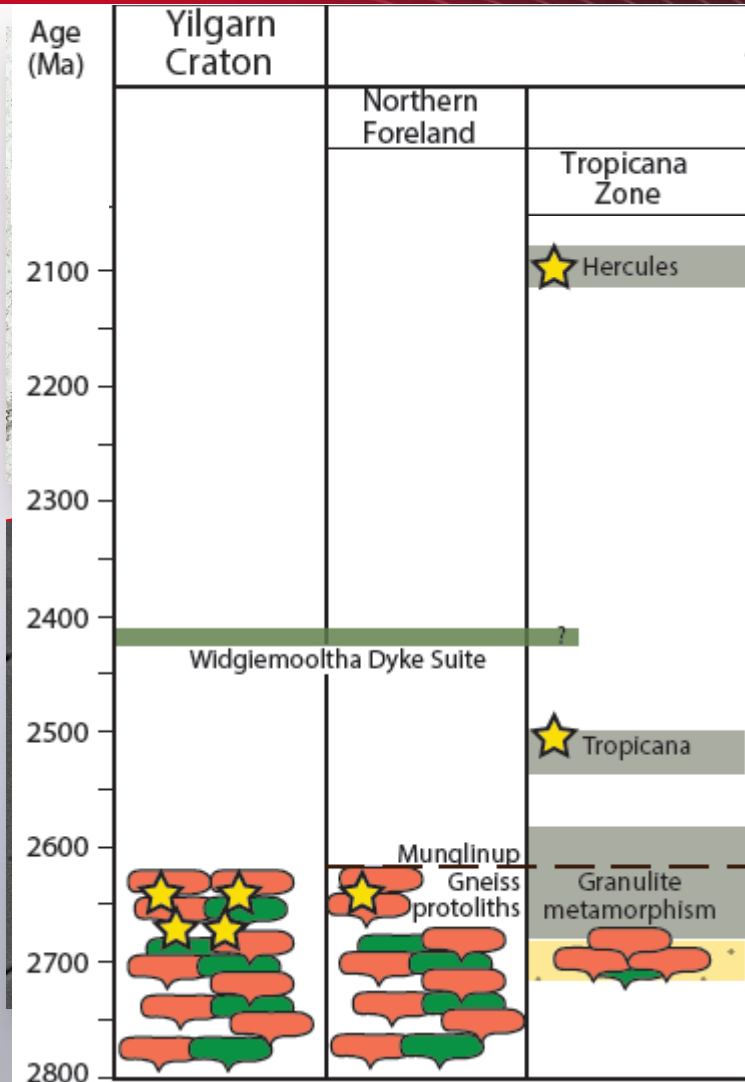 Age
(Ma)
Yilgarn
Craton
Northern
Foreland
Tropicana
Zone
2100
Hercules
2200
2300
2400
?
Widgiemooltha Dyke Suite
2500
Tropicana
2600
Munglinup
Gneiss
protoliths
Granulite
metamorphism
2700
2800